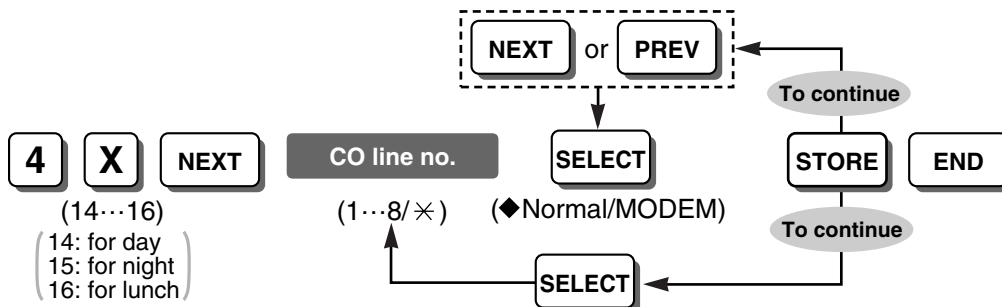 NEXT or PREV
To continue
4 X NEXT CO line no. SELECT STORE END
(14···16) (1···8/✳) (◆Normal/MODEM)
To continue
14: for day
15: for night
16: for lunch
SELECT